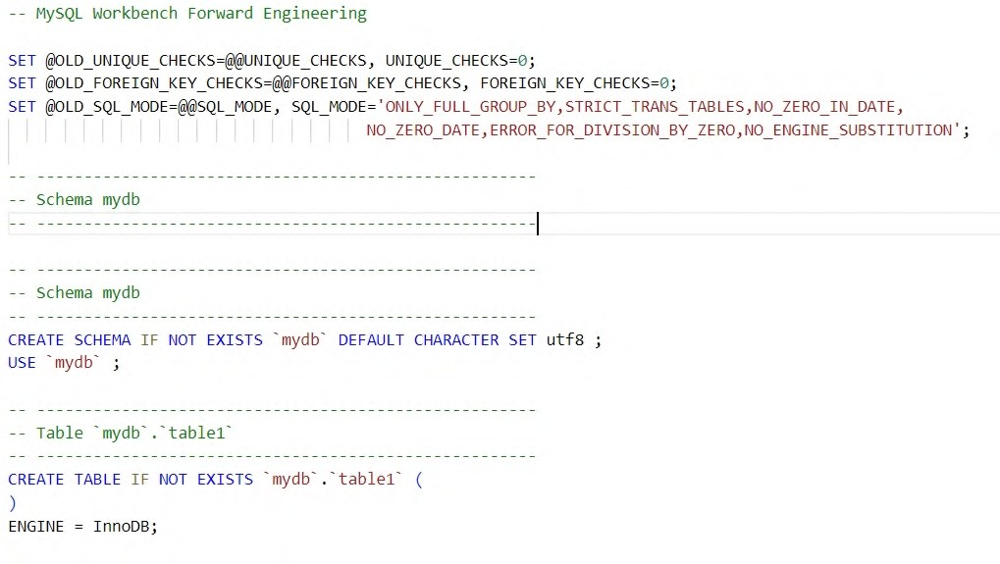 -- MySQL Workbench Forward Engineering
SET @OLD_UNIQUE_CHECKS=@@UNIQUE_CHECKS, UNIQUE_CHECKS=0;
SET @OLD_FOREIGN_KEY_CHECKS=@@FOREIGN_KEY_CHECKS, FOREIGN_KEY_CHECKS=0;
SET @OLD_SQL_MODE=@@SQL_MODE, SQL_MODE='ONLY_FULL_GROUP_BY,STRICT_TRANS_TABLES,NO_ZERO_IN_DATE,
NO_ZERO_DATE,ERROR_FOR_DIVISION_BY_ZERO,NO_ENGINE_SUBSTITUTION';
-- -----------------------------------------------------
-- Schema mydb
-- -----------------------------------------------------
-- -----------------------------------------------------
-- Schema mydb
-- -----------------------------------------------------
CREATE SCHEMA IF NOT EXISTS `mydb` DEFAULT CHARACTER SET utf8 ;
USE `mydb` ;
-- -----------------------------------------------------
-- Table `mydb`.`table1`
-- -----------------------------------------------------
CREATE TABLE IF NOT EXISTS `mydb`.`table1` (
)
ENGINE = InnoDB;